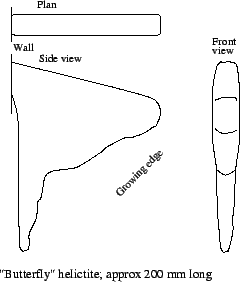 Plan
Wall
Side view
Front
view
Growing edge
"Butterfly" helictite; approx 200 mm long